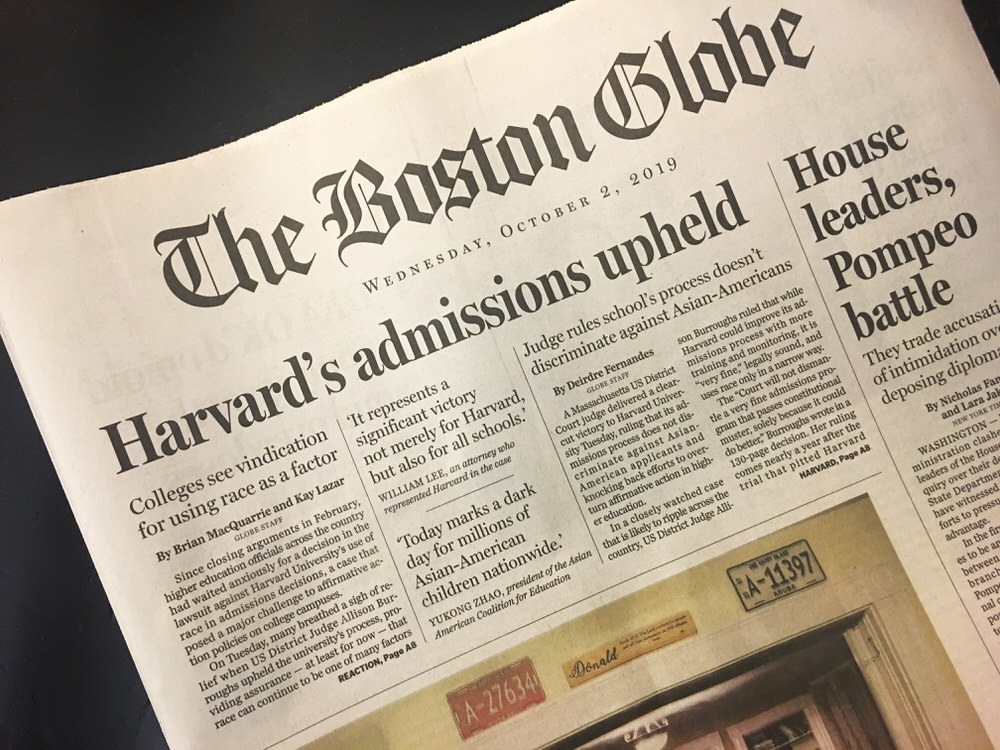 The Boston Globe
Wednesday, October 2, 2019
Harvard's admissions upheld
Colleges see vindication
for using race as a factor
By Brian MacQuarrie and Kay Lazar
GLOBE STAFF
Since closing arguments in February,
higher education officials across the country
had waited anxiously for a decision in the
lawsuit against Harvard University's use of
race in admissions decisions, a case that
posed a major challenge to affirmative ac-
tion policies on college campuses.
On Tuesday, many breathed a sigh of re-
lief when US District Judge Allison Bur-
roughs upheld the university's process, pro-
viding assurance — at least for now — that
race can continue to be one of many factors
REACTION, Page A8
'It represents a
significant victory
not merely for Harvard,
but also for all schools.'
WILLIAM LEE, an attorney who
represented Harvard in the case
'Today marks a dark
day for millions of
Asian-American
children nationwide.'
YUKONG ZHAO, president of the Asian
American Coalition for Education
Judge rules school's process doesn't
discriminate against Asian-Americans
By Deirdre Fernandes
GLOBE STAFF
A Massachusetts US District
Court judge delivered a clear-
cut victory to Harvard Univer-
sity Tuesday, ruling that its ad-
missions process does not dis-
criminate against Asian-
American applicants and
knocking back efforts to over-
turn affirmative action in high-
er education.
In a closely watched case
that is likely to ripple across the
country, US District Judge Alli-
son Burroughs ruled that while
Harvard could improve its ad-
missions process with more
training and monitoring, it is
"very fine," legally sound, and
uses race only in a narrow way.
"The Court will not disman-
tle a very fine admissions pro-
gram that passes constitutional
muster, solely because it could
do better," Burroughs wrote in a
130-page decision. Her ruling
comes nearly a year after the
trial that pitted Harvard
HARVARD, Page A8
House
leaders,
Pompeo
battle
They trade accusati
of intimidation ov
deposing diplom
By Nicholas Fa
and Lara Ja
NEW YORK TI
WASHINGTON —
ministration clash
leaders of the House
quiry over their de
State Department
have witnesse
forts to pressu
advantage.
In the fir
es to be a
between
branch
Pomp
nal
A-11397
ARUBA
Donald
A-27634